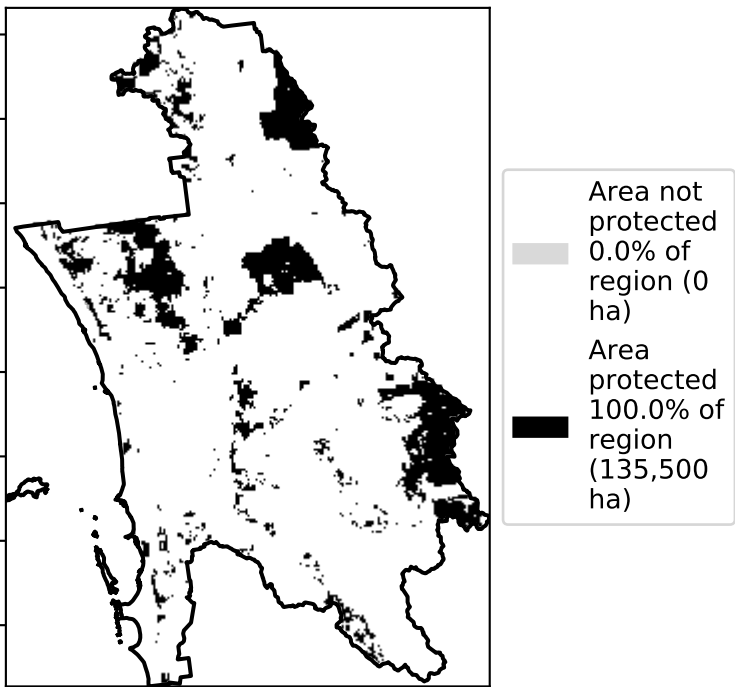 Area not
protected
0.0% of
region (0
ha)
Area
protected
100.0% of
region
(135,500
ha)